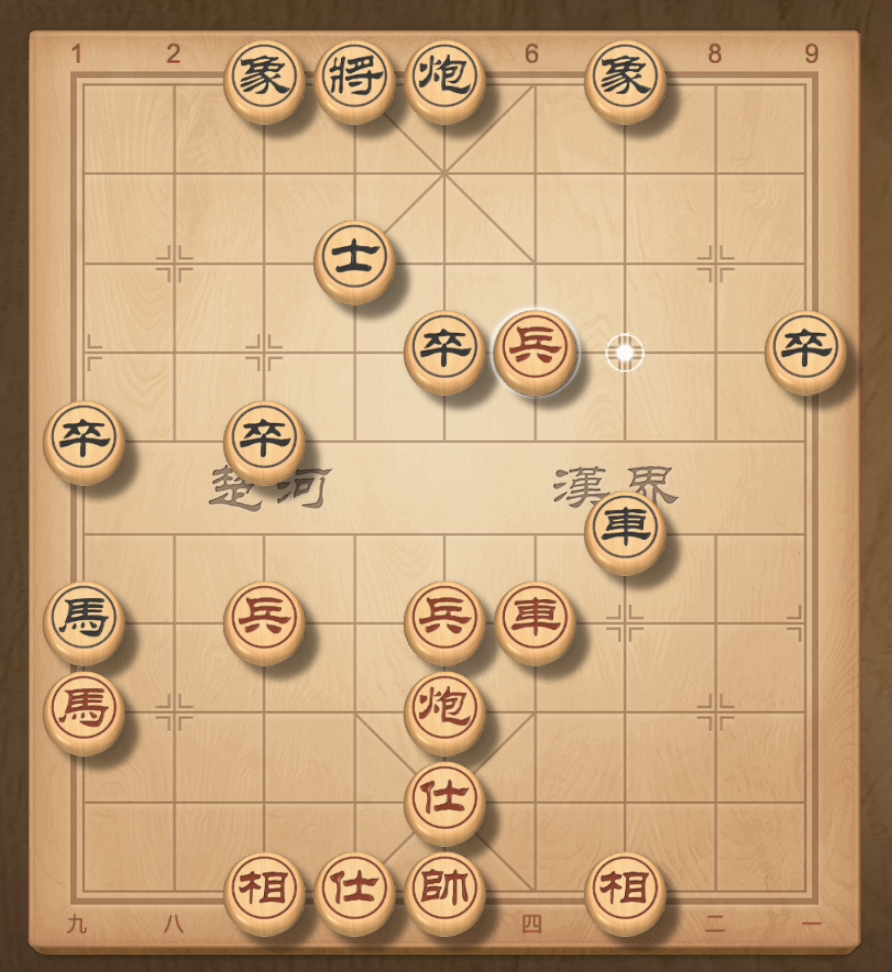 1 2 6 8 9
象 將 炮 象
士
卒 兵 卒
卒 卒
楚河 漢界
車
馬 兵 兵 車
馬 炮
仕
相 仕 帥 相
九 八 四 二 一